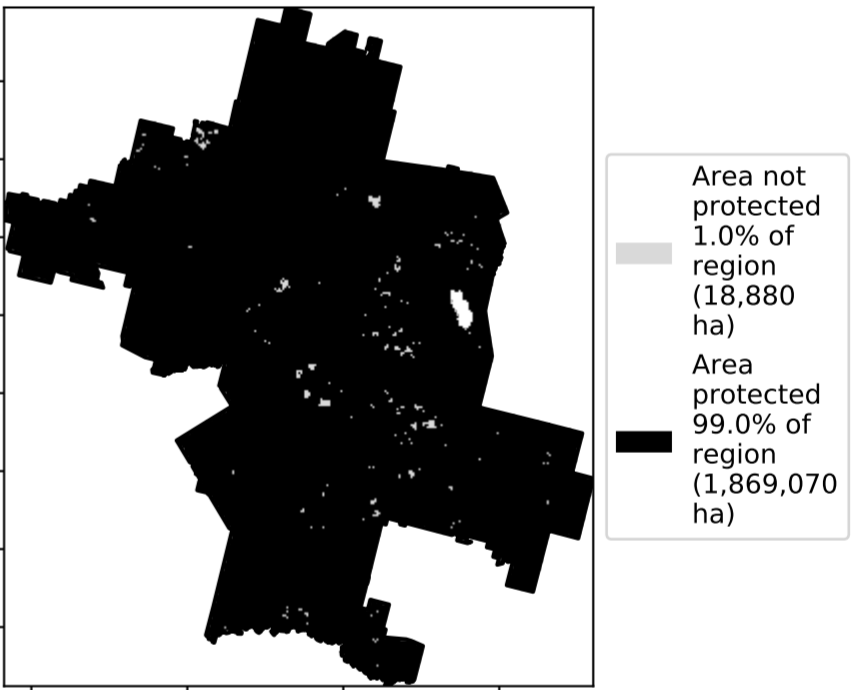 Area not
protected
1.0% of
region
(18,880
ha)
Area
protected
99.0% of
region
(1,869,070
ha)